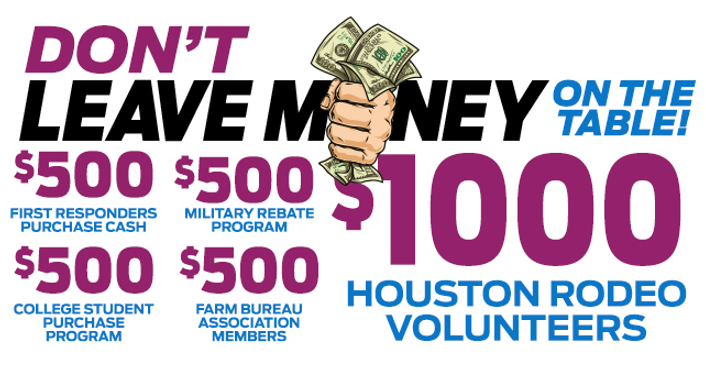 DON'T
LEAVE MONEY
ON THE
TABLE!
$500
FIRST RESPONDERS
PURCHASE CASH
$500
MILITARY REBATE
PROGRAM
$500
COLLEGE STUDENT
PURCHASE
PROGRAM
$500
FARM BUREAU
ASSOCIATION
MEMBERS
$1000
HOUSTON RODEO
VOLUNTEERS